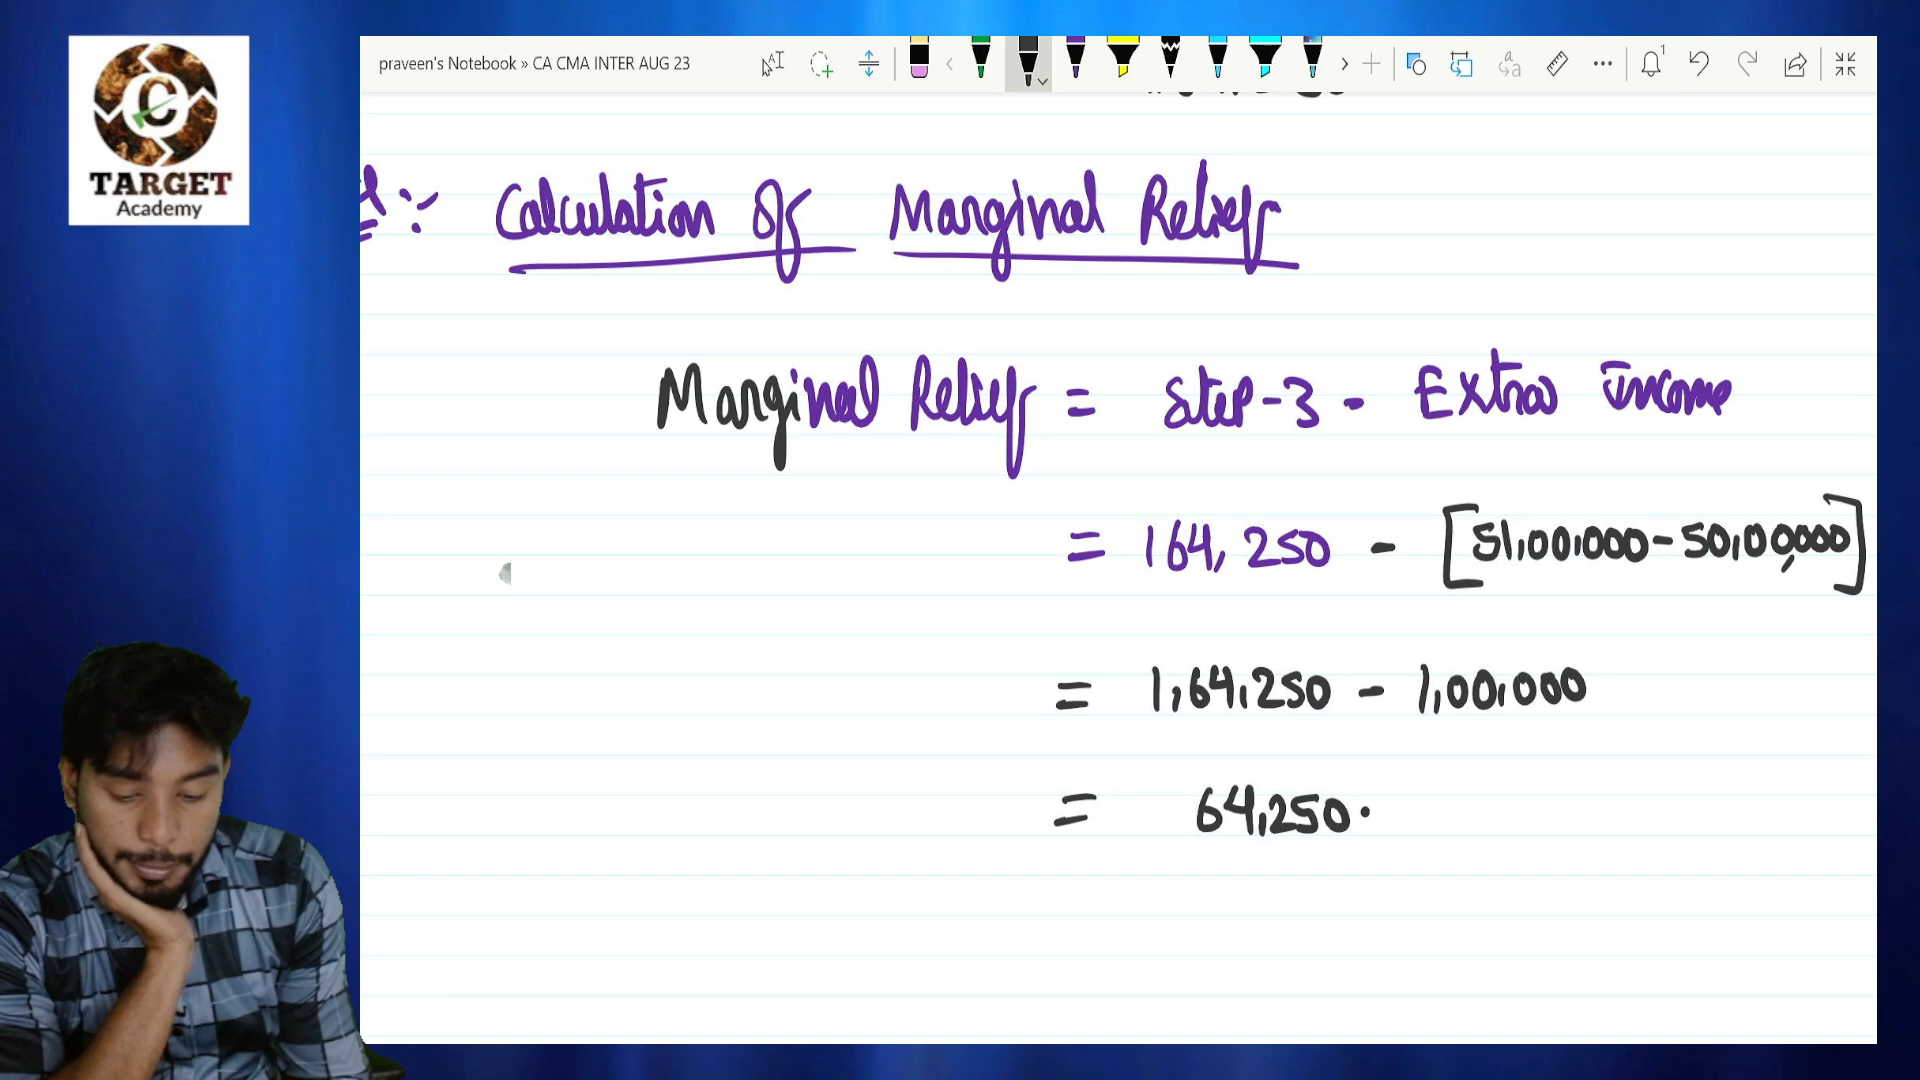 C
TARGET
Academy
praveen's Notebook » CA CMA INTER AUG 23
Calculation of Marginal Relief
Marginal Relief = Step-3 - Extra income
= 164,250 - [51,00,000-50,00,000]
= 1,64,250 - 1,00,000
= 64,250.